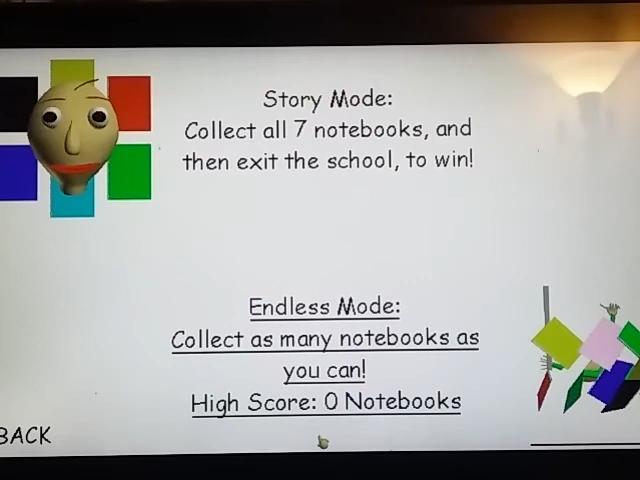 Story Mode:
Collect all 7 notebooks, and
then exit the school, to win!
Endless Mode:
Collect as many notebooks as
you can!
High Score: 0 Notebooks
BACK